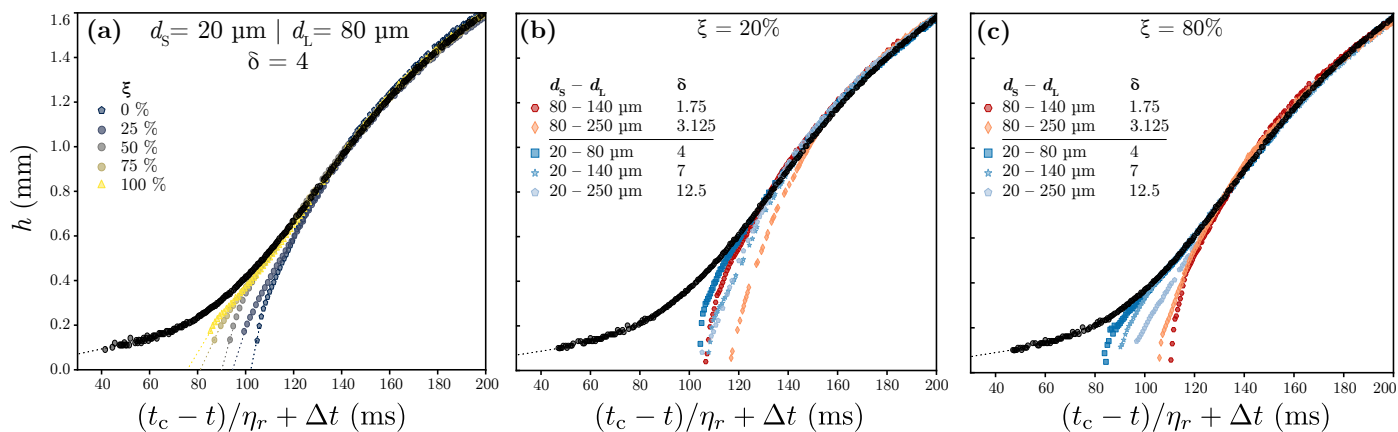 (a) d_S = 20 µm | d_L = 80 µm
δ = 4
ξ
0 %
25 %
50 %
75 %
100 %
h (mm)
1.6
1.4
1.2
1.0
0.8
0.6
0.4
0.2
0.0
40 60 80 100 120 140 160 180 200
(t_c − t)/η_r + Δt (ms)
(b) ξ = 20%
d_S – d_L δ
80 – 140 µm 1.75
80 – 250 µm 3.125
20 – 80 µm 4
20 – 140 µm 7
20 – 250 µm 12.5
40 60 80 100 120 140 160 180 200
(t_c − t)/η_r + Δt (ms)
(c) ξ = 80%
d_S – d_L δ
80 – 140 µm 1.75
80 – 250 µm 3.125
20 – 80 µm 4
20 – 140 µm 7
20 – 250 µm 12.5
40 60 80 100 120 140 160 180 200
(t_c − t)/η_r + Δt (ms)